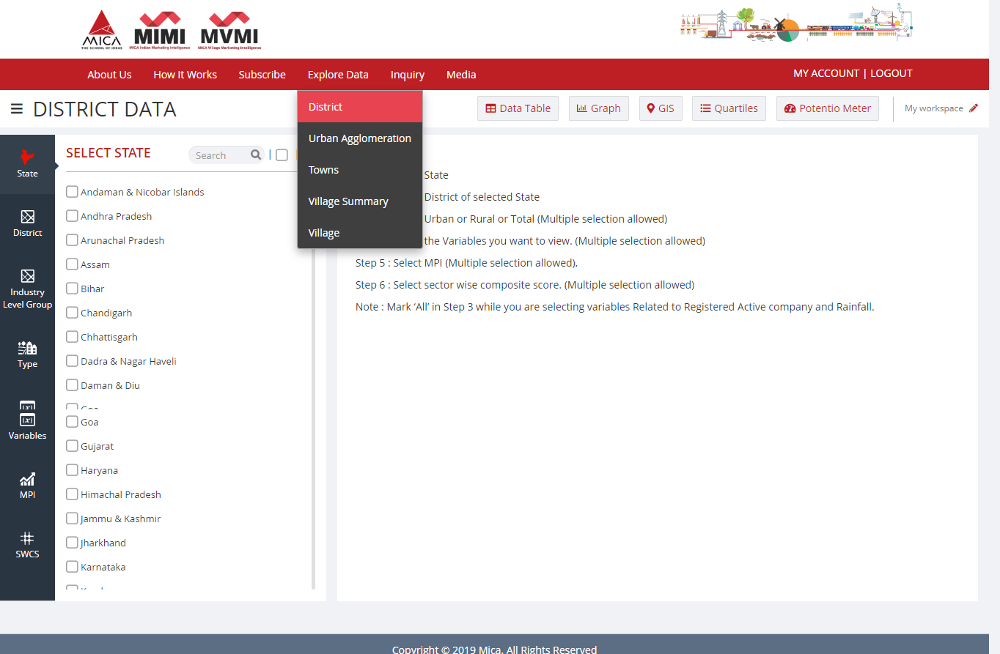 MICA
THE SCHOOL OF IDEAS
MIMI
MICA Indian Marketing Intelligence
MVMI
MICA Village Marketing Intelligence
About Us How It Works Subscribe Explore Data Inquiry Media MY ACCOUNT | LOGOUT
DISTRICT DATA
Data Table Graph GIS Quartiles Potentio Meter My workspace
District
Urban Agglomeration
Towns
Village Summary
Village
State
District
Industry
Level Group
Type
Variables
MPI
SWCS
SELECT STATE Search
Andaman & Nicobar Islands
Andhra Pradesh
Arunachal Pradesh
Assam
Bihar
Chandigarh
Chhattisgarh
Dadra & Nagar Haveli
Daman & Diu
Goa
Goa
Gujarat
Haryana
Himachal Pradesh
Jammu & Kashmir
Jharkhand
Karnataka
State
District of selected State
Urban or Rural or Total (Multiple selection allowed)
the Variables you want to view. (Multiple selection allowed)
Step 5 : Select MPI (Multiple selection allowed),
Step 6 : Select sector wise composite score. (Multiple selection allowed)
Note : Mark ‘All’ in Step 3 while you are selecting variables Related to Registered Active company and Rainfall.
Copyright © 2019 Mica. All Rights Reserved